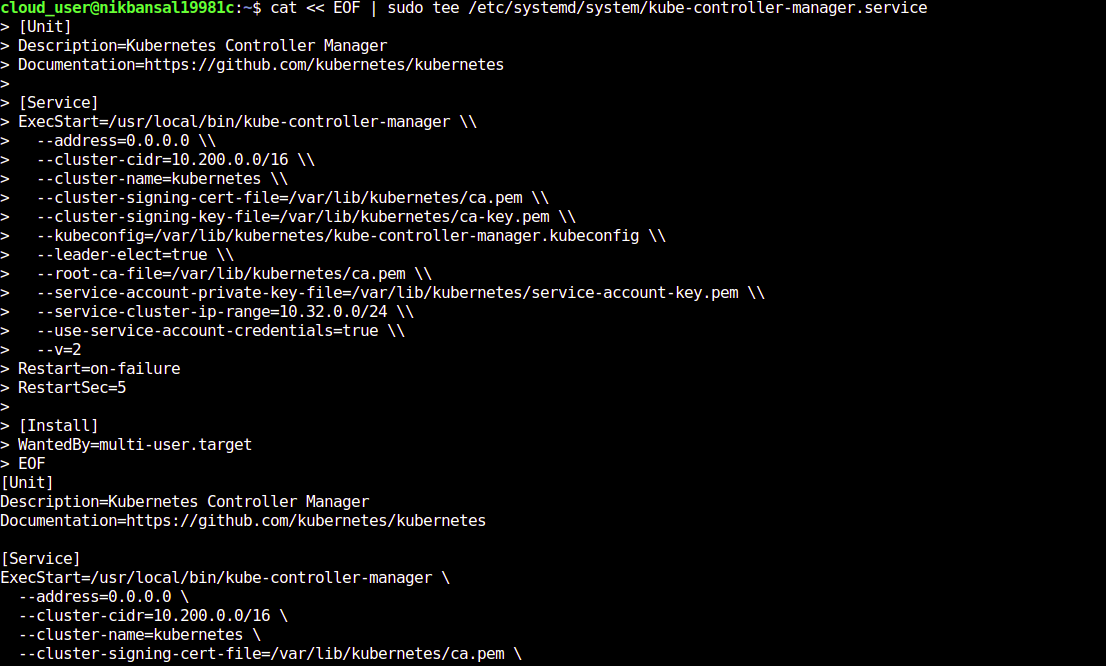 cloud_user@nikbansal19981c:~$ cat << EOF | sudo tee /etc/systemd/system/kube-controller-manager.service
> [Unit]
> Description=Kubernetes Controller Manager
> Documentation=https://github.com/kubernetes/kubernetes
>
> [Service]
> ExecStart=/usr/local/bin/kube-controller-manager \\
>   --address=0.0.0.0 \\
>   --cluster-cidr=10.200.0.0/16 \\
>   --cluster-name=kubernetes \\
>   --cluster-signing-cert-file=/var/lib/kubernetes/ca.pem \\
>   --cluster-signing-key-file=/var/lib/kubernetes/ca-key.pem \\
>   --kubeconfig=/var/lib/kubernetes/kube-controller-manager.kubeconfig \\
>   --leader-elect=true \\
>   --root-ca-file=/var/lib/kubernetes/ca.pem \\
>   --service-account-private-key-file=/var/lib/kubernetes/service-account-key.pem \\
>   --service-cluster-ip-range=10.32.0.0/24 \\
>   --use-service-account-credentials=true \\
>   --v=2
> Restart=on-failure
> RestartSec=5
>
> [Install]
> WantedBy=multi-user.target
> EOF
[Unit]
Description=Kubernetes Controller Manager
Documentation=https://github.com/kubernetes/kubernetes

[Service]
ExecStart=/usr/local/bin/kube-controller-manager \
  --address=0.0.0.0 \
  --cluster-cidr=10.200.0.0/16 \
  --cluster-name=kubernetes \
  --cluster-signing-cert-file=/var/lib/kubernetes/ca.pem \